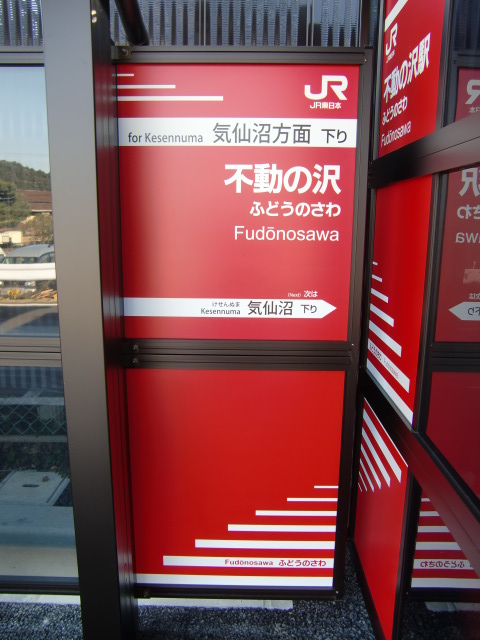 JR
JR東日本
for Kesennuma 気仙沼方面 下り
不動の沢
ふどうのさわ
Fudōnosawa
(Next) 次は
けせんぬま
Kesennuma 気仙沼 下り
Fudōnosawa ふどうのさわ
JR
不動の沢駅
ふどうのさわ
Fudōnosawa